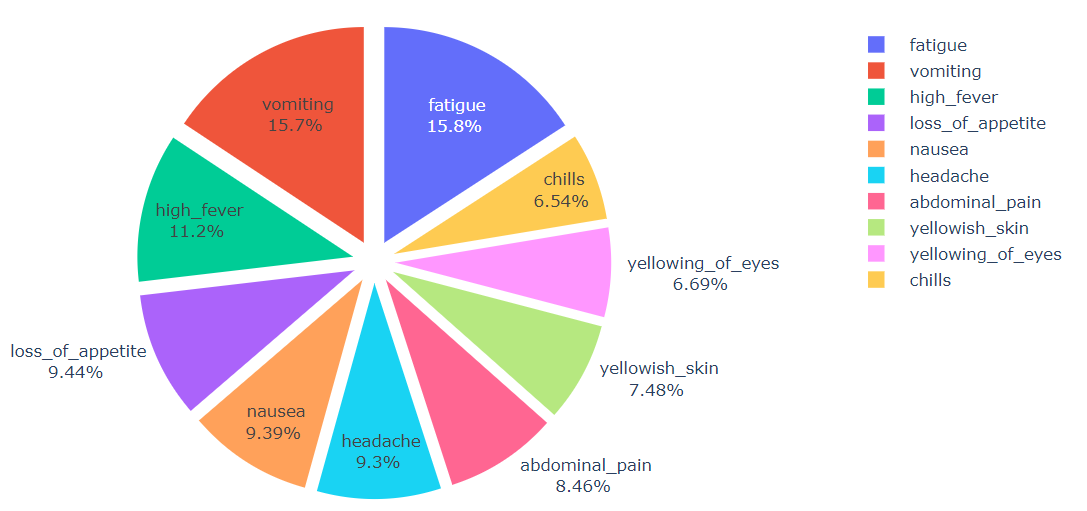 vomiting
15.7%
fatigue
15.8%
chills
6.54%
high_fever
11.2%
yellowing_of_eyes
6.69%
loss_of_appetite
9.44%
yellowish_skin
7.48%
nausea
9.39%
headache
9.3%
abdominal_pain
8.46%
fatigue
vomiting
high_fever
loss_of_appetite
nausea
headache
abdominal_pain
yellowish_skin
yellowing_of_eyes
chills